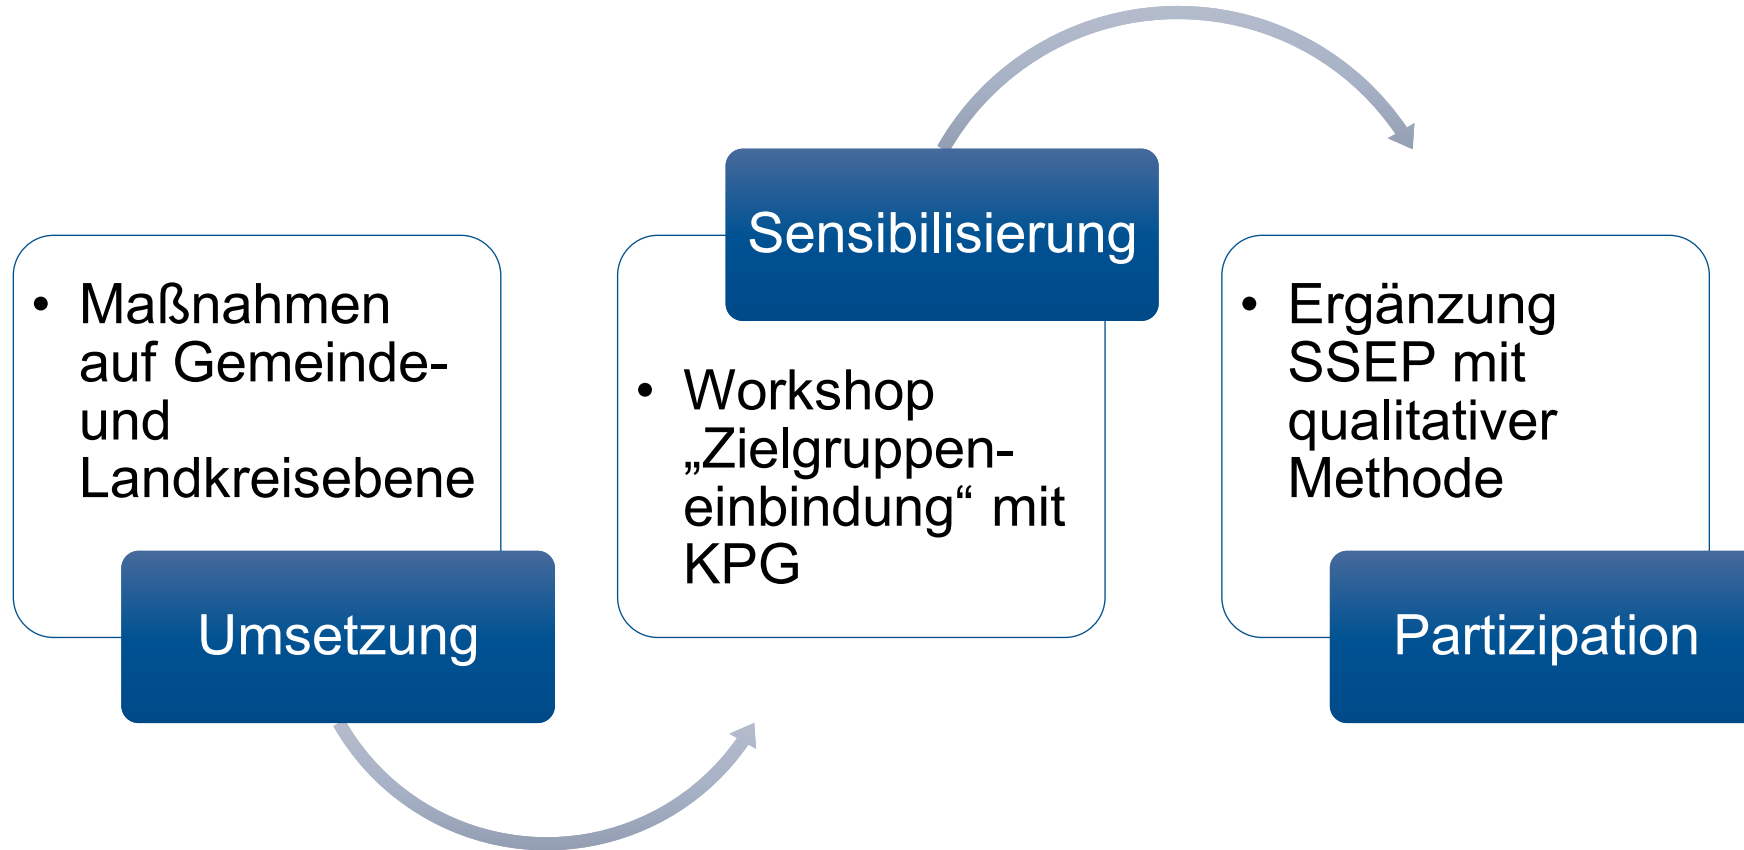 • Maßnahmen
auf Gemeinde-
und
Landkreisebene
Umsetzung
Sensibilisierung
• Workshop
„Zielgruppen-
einbindung“ mit
KPG
• Ergänzung
SSEP mit
qualitativer
Methode
Partizipation